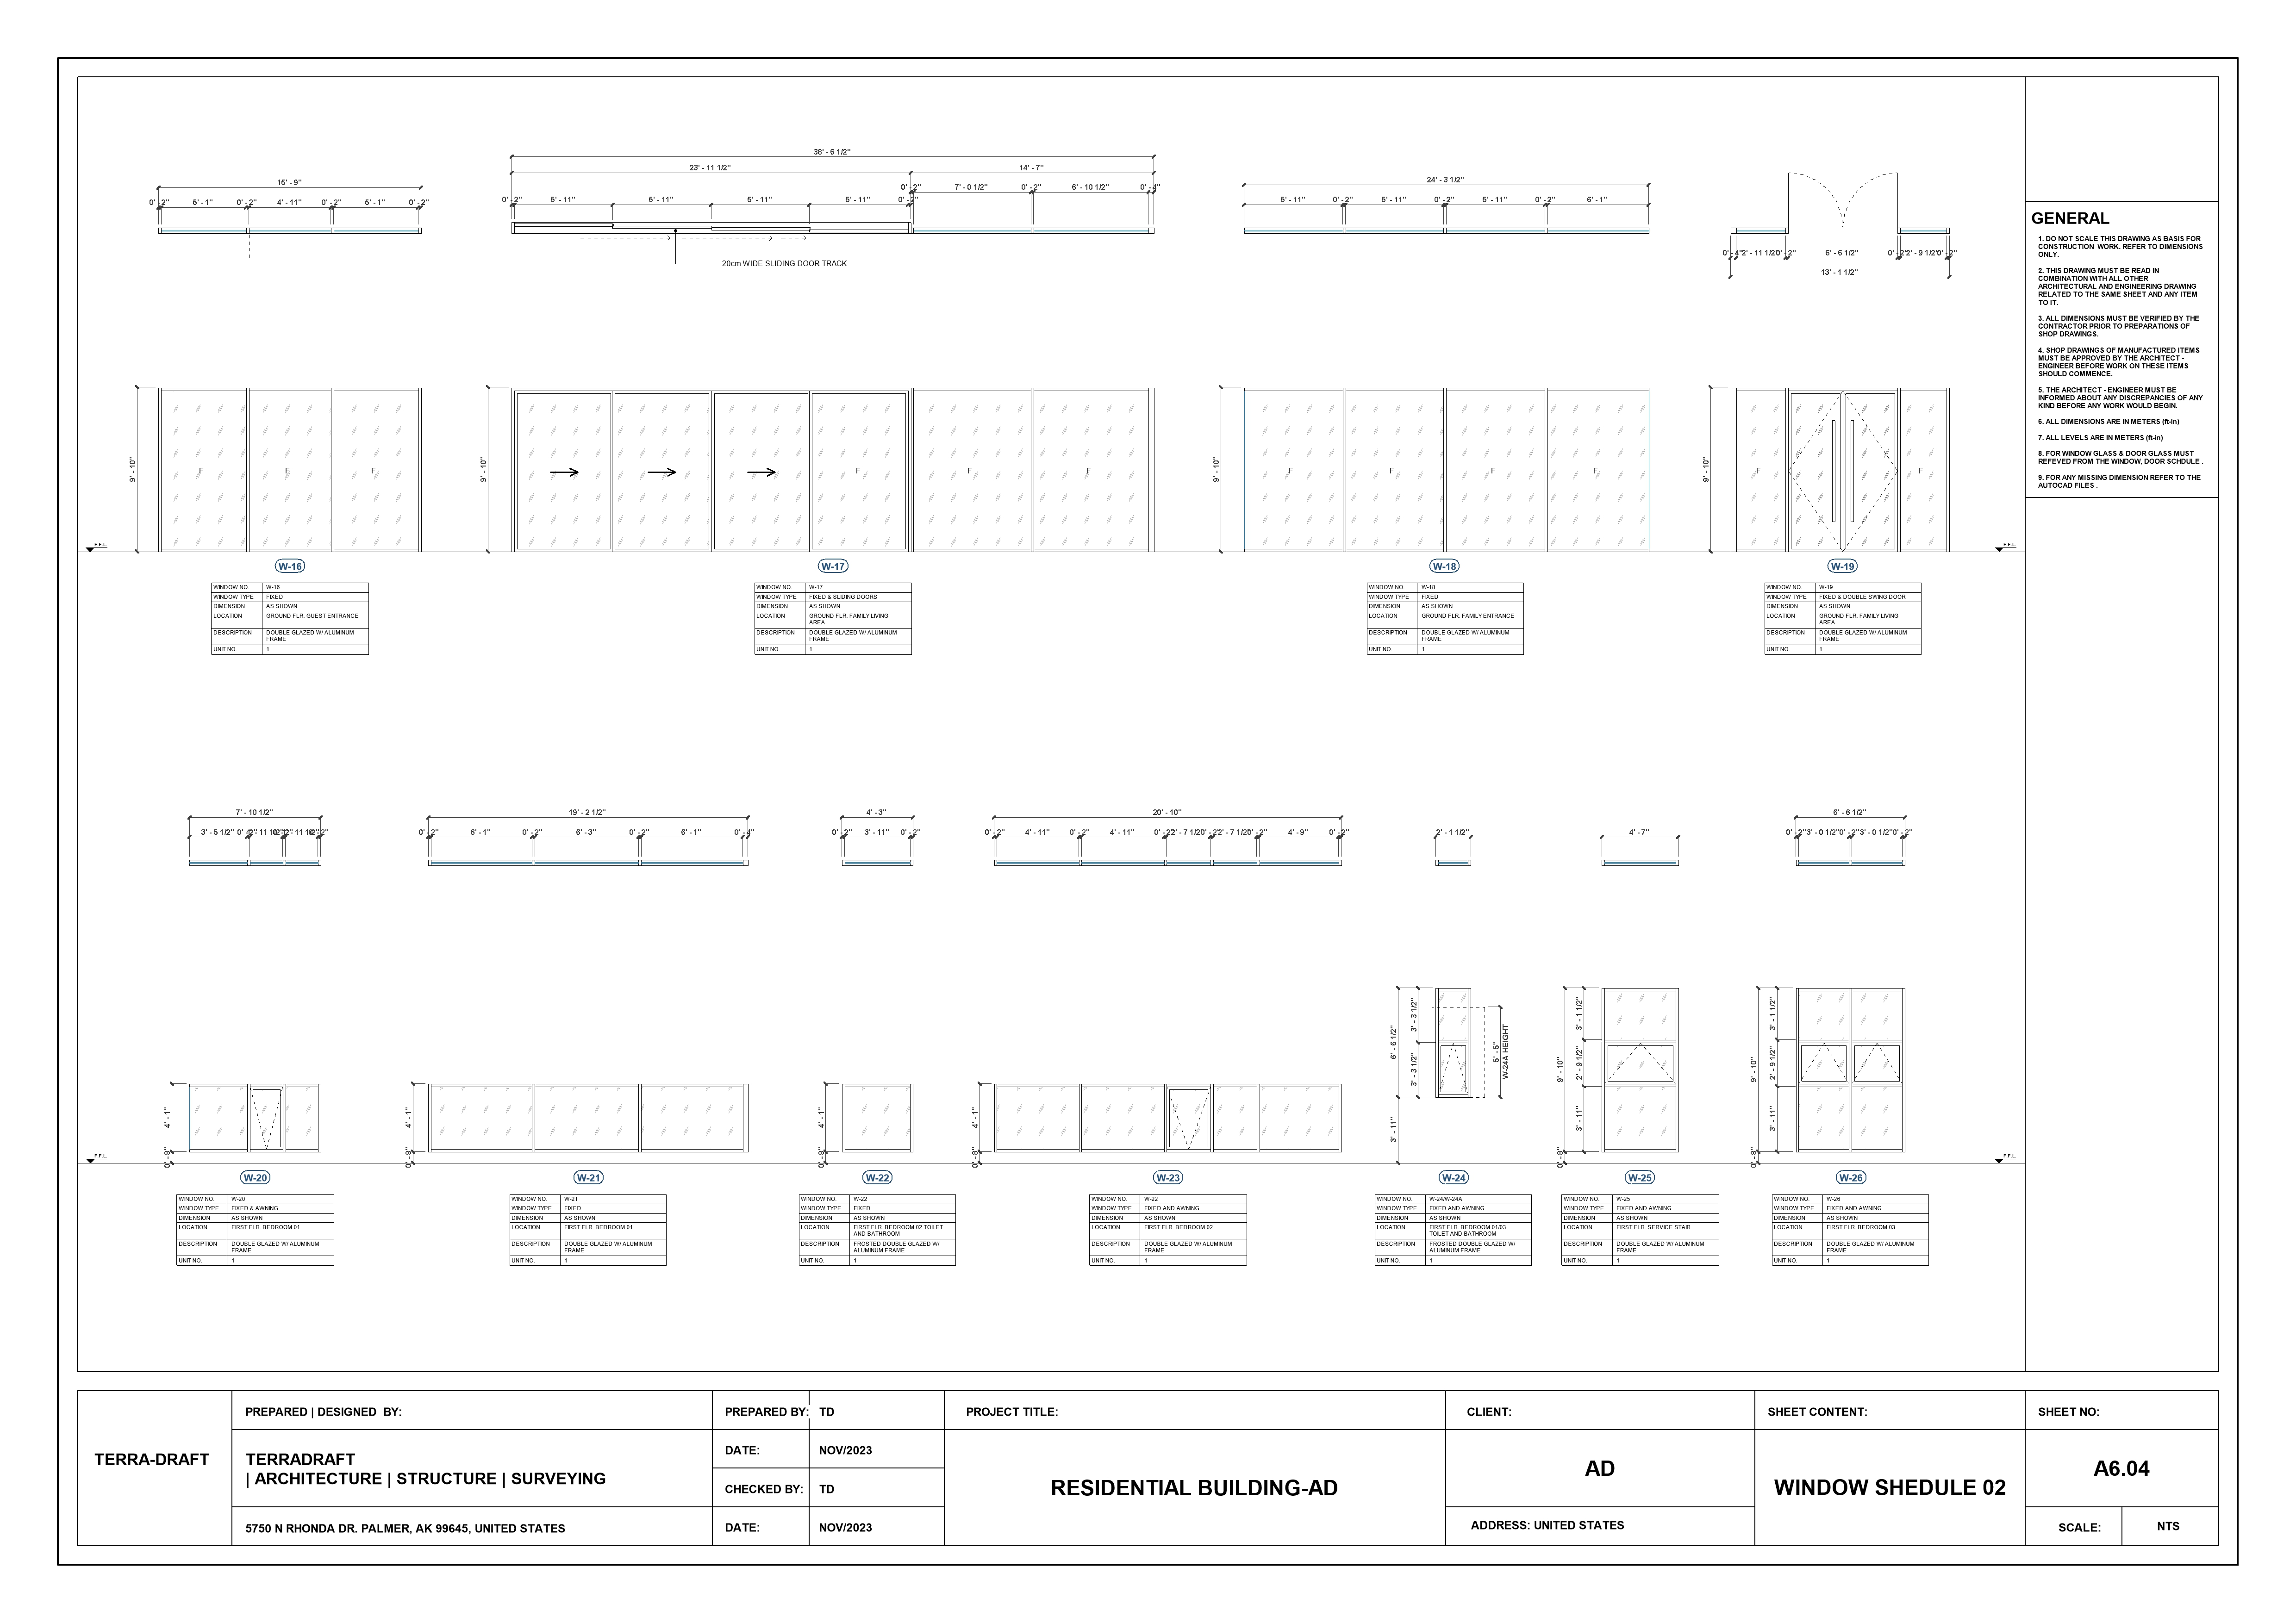 38' - 6 1/2"
23' - 11 1/2"
14' - 7"
15' - 9"
24' - 3 1/2"
0' - 2" 5' - 1" 0' - 2" 4' - 11" 0' - 2" 5' - 1" 0' - 2"
0' - 2" 5' - 11" 5' - 11" 5' - 11" 5' - 11" 0' - 2"
0' - 2" 7' - 0 1/2" 0' - 2" 6' - 10 1/2" 0' - 4"
5' - 11" 0' - 2" 5' - 11" 0' - 2" 5' - 11" 0' - 2" 6' - 1"
0' - 4" 2' - 11 1/2" 0' - 2" 6' - 6 1/2" 0' - 2" 2' - 9 1/2" 0' - 2"
13' - 1 1/2"
20cm WIDE SLIDING DOOR TRACK
9' - 10"
F F F
9' - 10"
F F F
9' - 10"
F F F F
9' - 10"
F F
F.F.L.
F.F.L.
W-16
WINDOW NO. W-16
WINDOW TYPE FIXED
DIMENSION AS SHOWN
LOCATION GROUND FLR. GUEST ENTRANCE
DESCRIPTION DOUBLE GLAZED W/ ALUMINUM
FRAME
UNIT NO. 1
W-17
WINDOW NO. W-17
WINDOW TYPE FIXED & SLIDING DOORS
DIMENSION AS SHOWN
LOCATION GROUND FLR. FAMILY LIVING
AREA
DESCRIPTION DOUBLE GLAZED W/ ALUMINUM
FRAME
UNIT NO. 1
W-18
WINDOW NO. W-18
WINDOW TYPE FIXED
DIMENSION AS SHOWN
LOCATION GROUND FLR. FAMILY ENTRANCE
DESCRIPTION DOUBLE GLAZED W/ ALUMINUM
FRAME
UNIT NO. 1
W-19
WINDOW NO. W-19
WINDOW TYPE FIXED & DOUBLE SWING DOOR
DIMENSION AS SHOWN
LOCATION GROUND FLR. FAMILY LIVING
AREA
DESCRIPTION DOUBLE GLAZED W/ ALUMINUM
FRAME
UNIT NO. 1
7' - 10 1/2"
3' - 5 1/2"
19' - 2 1/2"
0' - 2" 6' - 1" 0' - 2" 6' - 3" 0' - 2" 6' - 1" 0' - 4"
4' - 3"
0' - 2" 3' - 11" 0' - 2"
20' - 10"
0' - 2" 4' - 11" 0' - 2" 4' - 11" 0' - 2" 2' - 7 1/2" 0' - 2" 2' - 7 1/2" 0' - 2" 4' - 9" 0' - 2"
2' - 1 1/2"
4' - 7"
6' - 6 1/2"
0' - 2" 3' - 0 1/2" 0' - 2" 3' - 0 1/2" 0' - 2"
4' - 1"
0' - 8"
4' - 1"
0' - 8"
4' - 1"
0' - 8"
4' - 1"
0' - 8"
6' - 6 1/2"
3' - 3 1/2"
3' - 3 1/2"
3' - 11"
5' - 5"
W-24A HEIGHT
9' - 10"
3' - 1 1/2"
2' - 9 1/2"
3' - 11"
0' - 8"
9' - 10"
3' - 1 1/2"
2' - 9 1/2"
3' - 11"
0' - 8"
F.F.L.
F.F.L.
W-20
WINDOW NO. W-20
WINDOW TYPE FIXED & AWNING
DIMENSION AS SHOWN
LOCATION FIRST FLR. BEDROOM 01
DESCRIPTION DOUBLE GLAZED W/ ALUMINUM
FRAME
UNIT NO. 1
W-21
WINDOW NO. W-21
WINDOW TYPE FIXED
DIMENSION AS SHOWN
LOCATION FIRST FLR. BEDROOM 01
DESCRIPTION DOUBLE GLAZED W/ ALUMINUM
FRAME
UNIT NO. 1
W-22
WINDOW NO. W-22
WINDOW TYPE FIXED
DIMENSION AS SHOWN
LOCATION FIRST FLR. BEDROOM 02 TOILET
AND BATHROOM
DESCRIPTION FROSTED DOUBLE GLAZED W/
ALUMINUM FRAME
UNIT NO. 1
W-23
WINDOW NO. W-22
WINDOW TYPE FIXED AND AWNING
DIMENSION AS SHOWN
LOCATION FIRST FLR. BEDROOM 02
DESCRIPTION DOUBLE GLAZED W/ ALUMINUM
FRAME
UNIT NO. 1
W-24
WINDOW NO. W-24/W-24A
WINDOW TYPE FIXED AND AWNING
DIMENSION AS SHOWN
LOCATION FIRST FLR. BEDROOM 01/03
TOILET AND BATHROOM
DESCRIPTION FROSTED DOUBLE GLAZED W/
ALUMINUM FRAME
UNIT NO. 1
W-25
WINDOW NO. W-25
WINDOW TYPE FIXED AND AWNING
DIMENSION AS SHOWN
LOCATION FIRST FLR. SERVICE STAIR
DESCRIPTION DOUBLE GLAZED W/ ALUMINUM
FRAME
UNIT NO. 1
W-26
WINDOW NO. W-26
WINDOW TYPE FIXED AND AWNING
DIMENSION AS SHOWN
LOCATION FIRST FLR. BEDROOM 03
DESCRIPTION DOUBLE GLAZED W/ ALUMINUM
FRAME
UNIT NO. 1
GENERAL
1. DO NOT SCALE THIS DRAWING AS BASIS FOR
CONSTRUCTION WORK. REFER TO DIMENSIONS
ONLY.
2. THIS DRAWING MUST BE READ IN
COMBINATION WITH ALL OTHER
ARCHITECTURAL AND ENGINEERING DRAWING
RELATED TO THE SAME SHEET AND ANY ITEM
TO IT.
3. ALL DIMENSIONS MUST BE VERIFIED BY THE
CONTRACTOR PRIOR TO PREPARATIONS OF
SHOP DRAWINGS.
4. SHOP DRAWINGS OF MANUFACTURED ITEMS
MUST BE APPROVED BY THE ARCHITECT -
ENGINEER BEFORE WORK ON THESE ITEMS
SHOULD COMMENCE.
5. THE ARCHITECT - ENGINEER MUST BE
INFORMED ABOUT ANY DISCREPANCIES OF ANY
KIND BEFORE ANY WORK WOULD BEGIN.
6. ALL DIMENSIONS ARE IN METERS (ft-in)
7. ALL LEVELS ARE IN METERS (ft-in)
8. FOR WINDOW GLASS & DOOR GLASS MUST
REFEVED FROM THE WINDOW, DOOR SCHDULE .
9. FOR ANY MISSING DIMENSION REFER TO THE
AUTOCAD FILES .
TERRA-DRAFT
PREPARED | DESIGNED BY:
TERRADRAFT
| ARCHITECTURE | STRUCTURE | SURVEYING
5750 N RHONDA DR. PALMER, AK 99645, UNITED STATES
PREPARED BY: TD
DATE: NOV/2023
CHECKED BY: TD
DATE: NOV/2023
PROJECT TITLE:
RESIDENTIAL BUILDING-AD
CLIENT:
AD
ADDRESS: UNITED STATES
SHEET CONTENT:
WINDOW SHEDULE 02
SHEET NO:
A6.04
SCALE: NTS